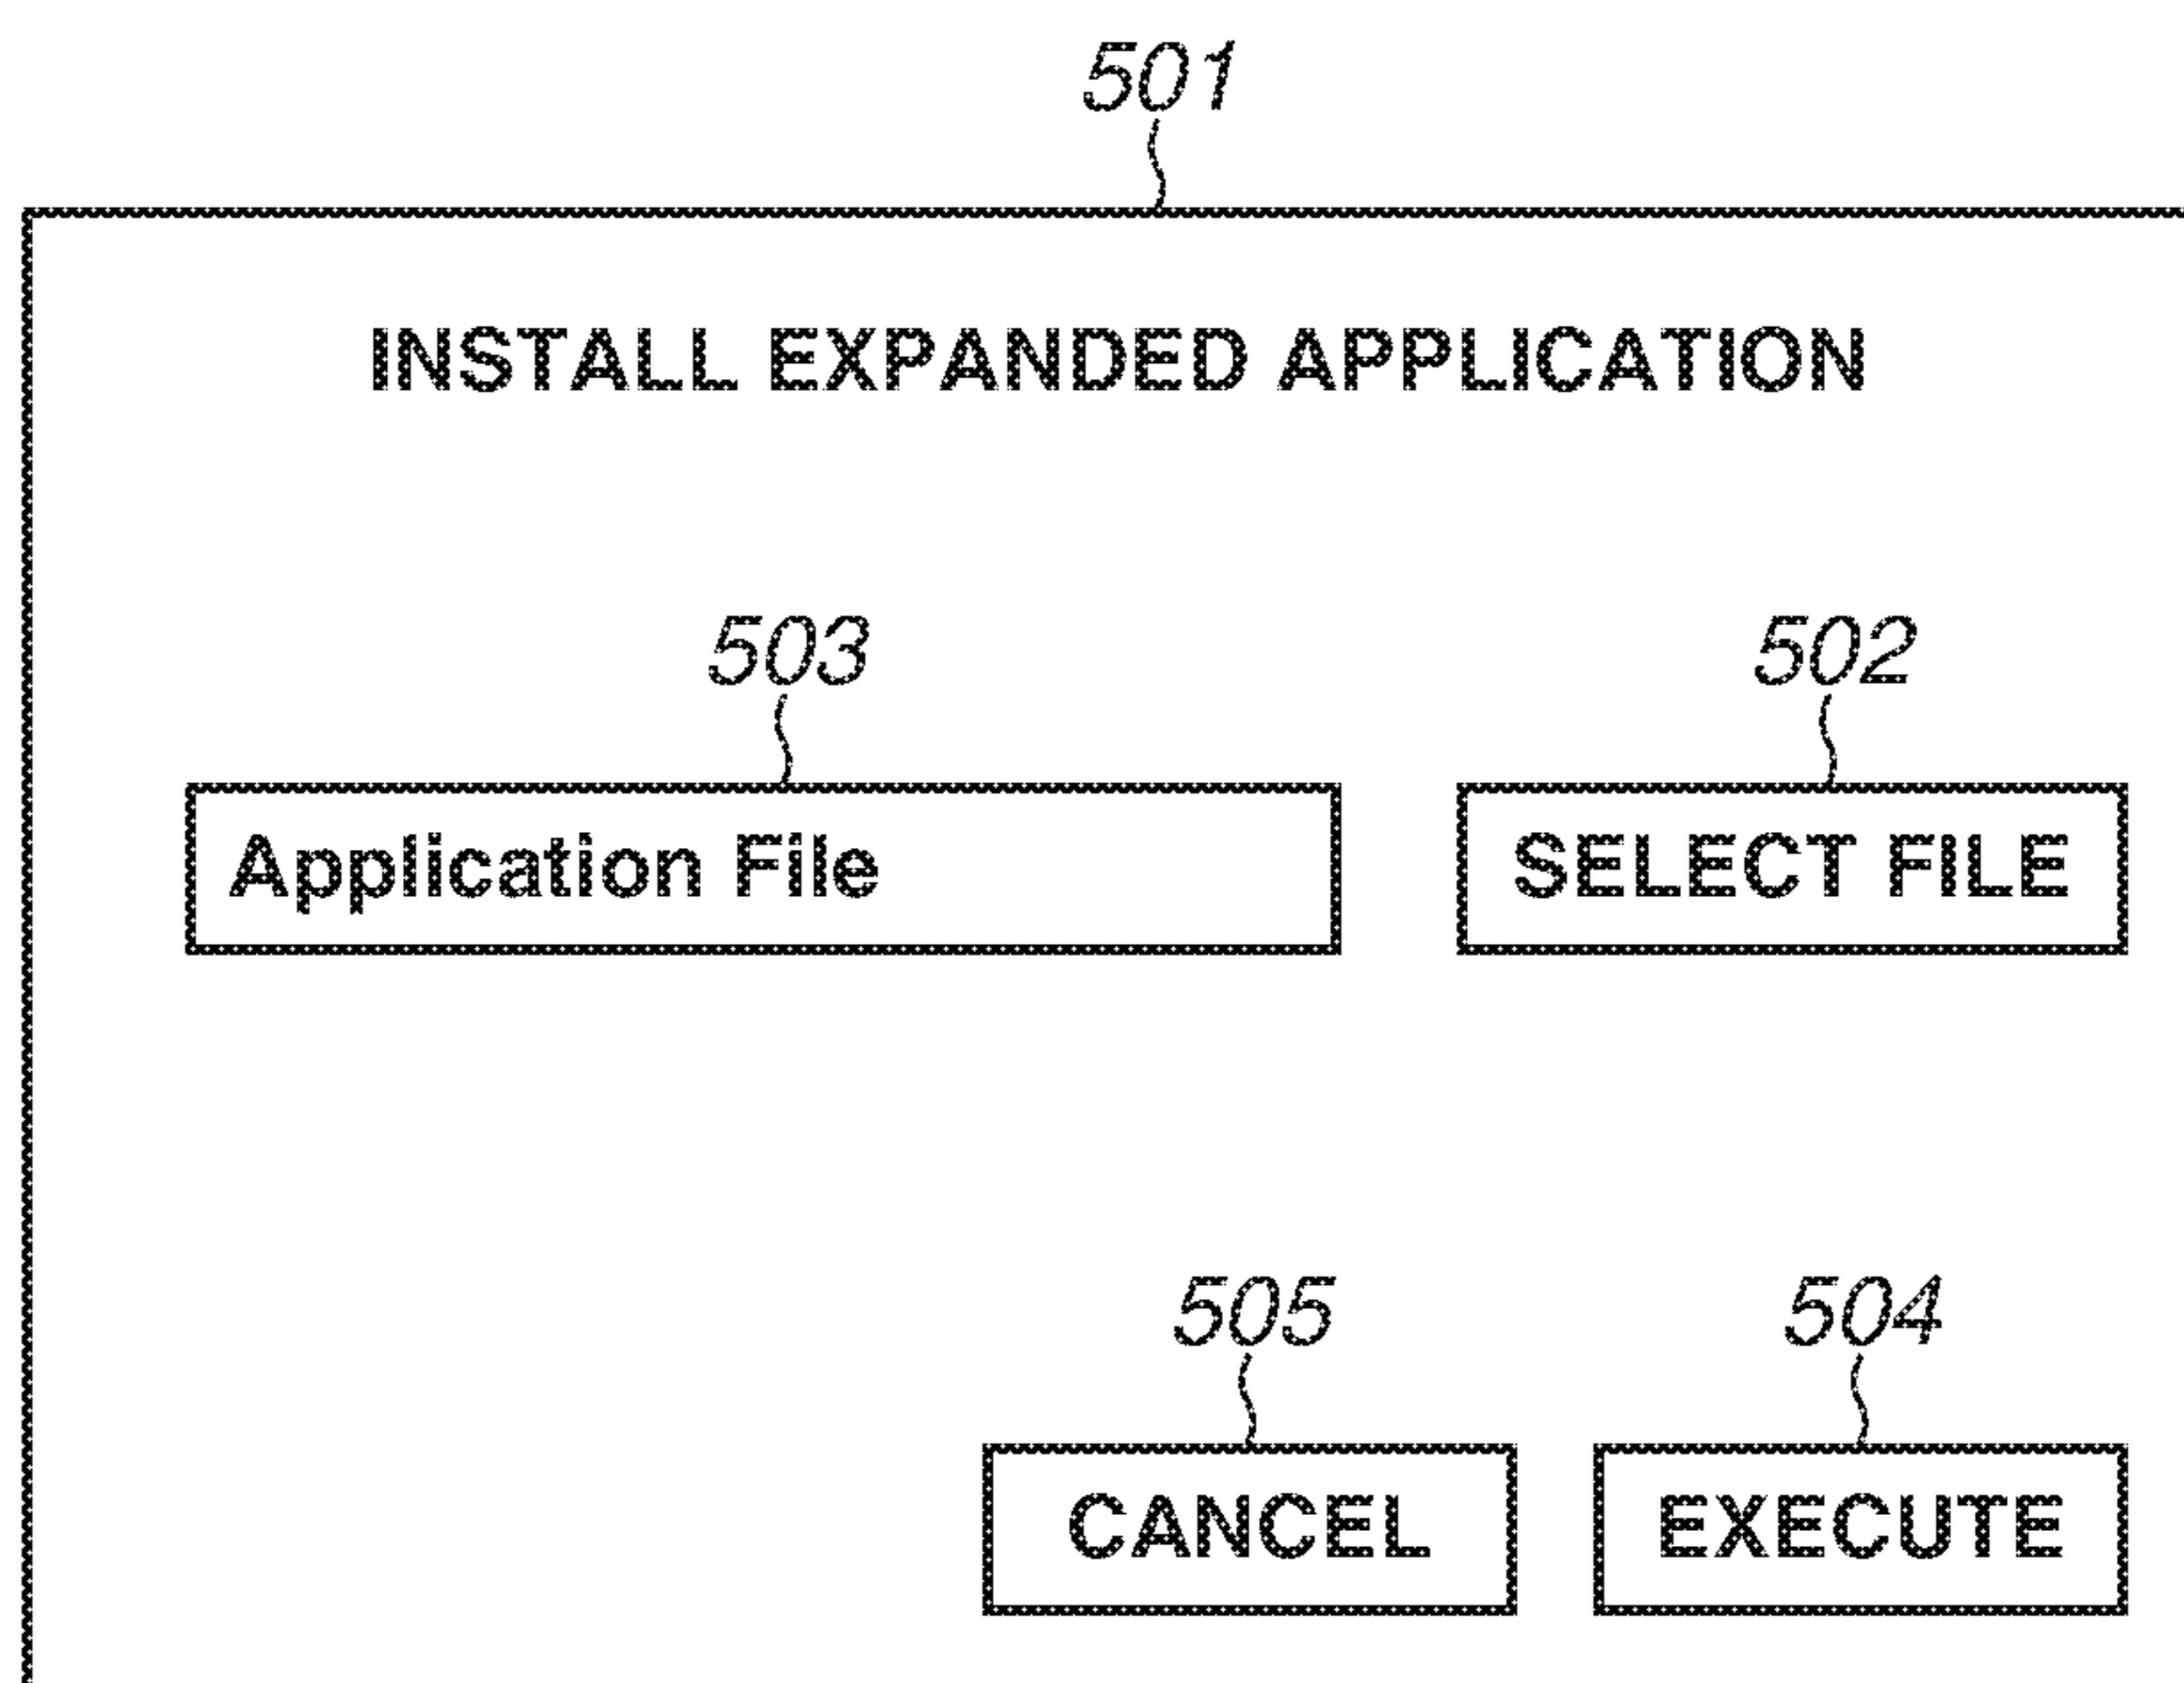 501
INSTALL EXPANDED APPLICATION
503
502
Application File
SELECT FILE
505
504
CANCEL
EXECUTE